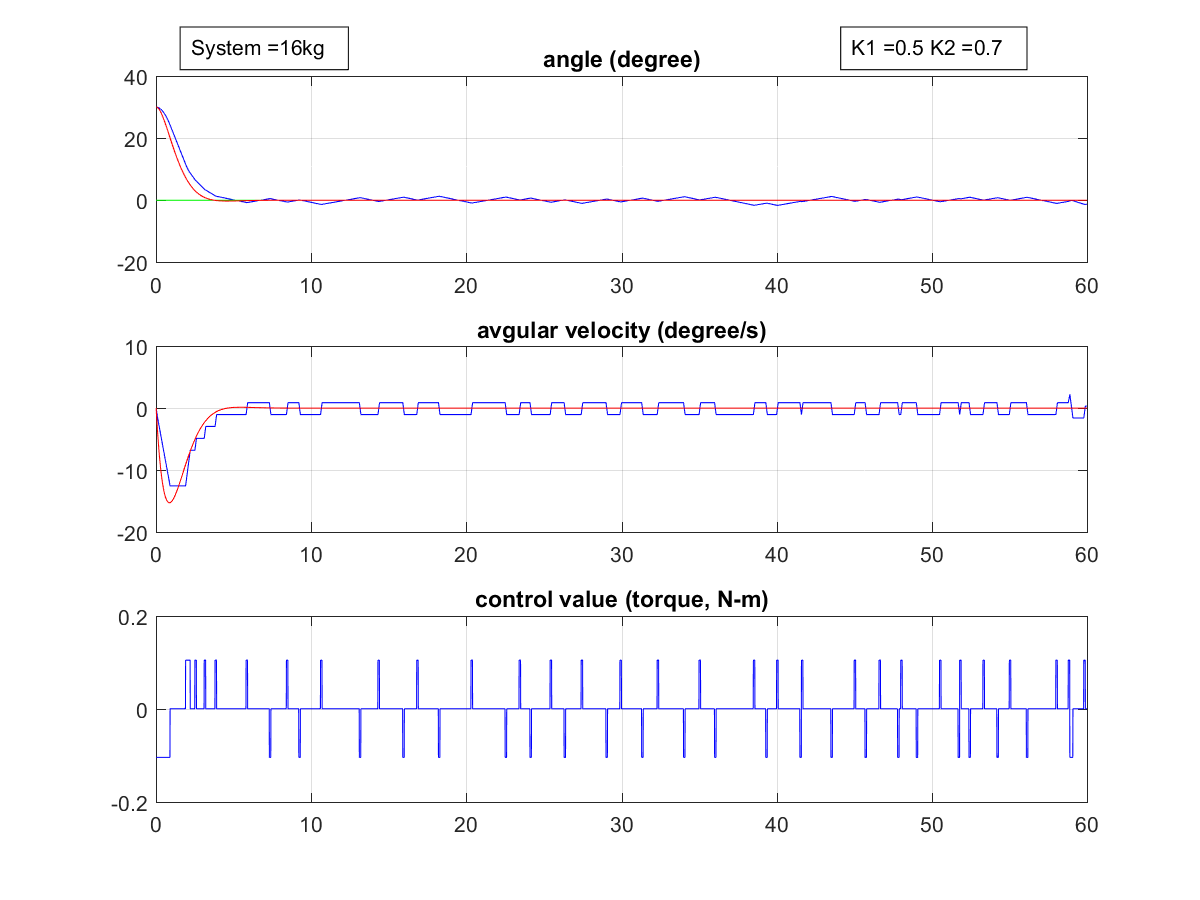 System =16kg
K1 =0.5 K2 =0.7
angle (degree)
40
20
0
-20
0 10 20 30 40 50 60
avgular velocity (degree/s)
10
0
-10
-20
0 10 20 30 40 50 60
control value (torque, N-m)
0.2
0
-0.2
0 10 20 30 40 50 60